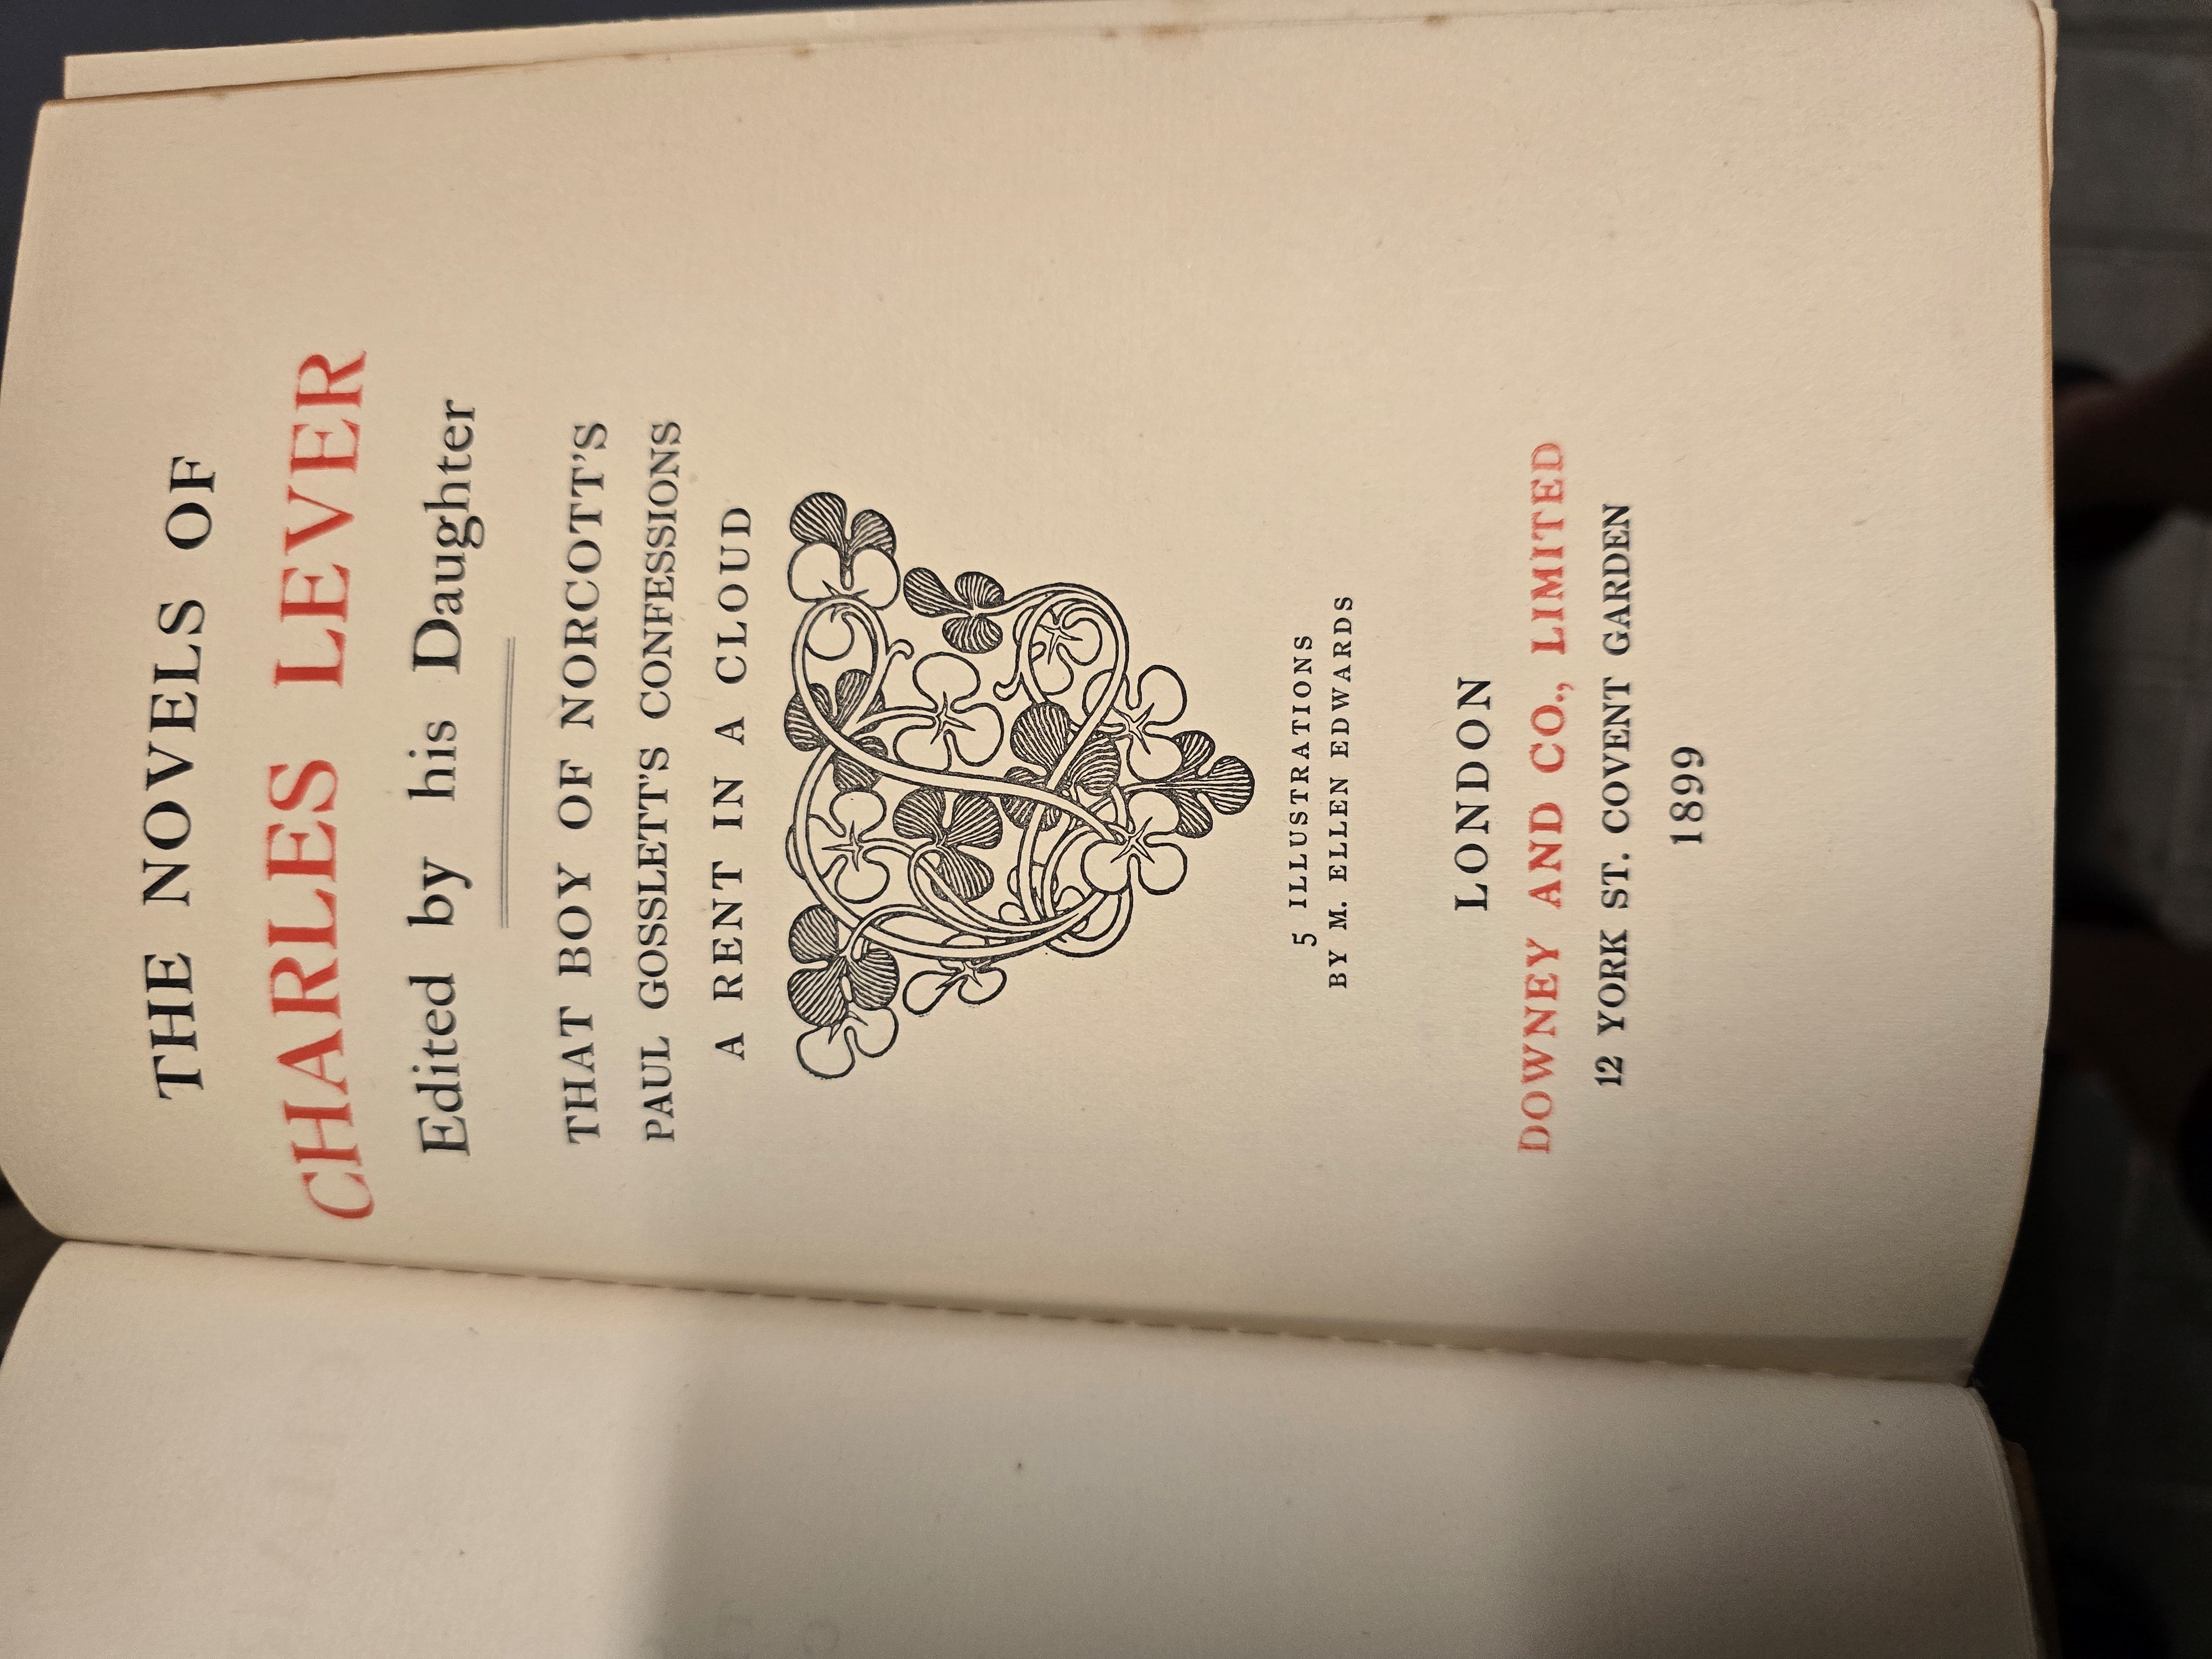 THE NOVELS OF
CHARLES LEVER
Edited by his Daughter
THAT BOY OF NORCOTT'S
PAUL GOSSLETT'S CONFESSIONS
A RENT IN A CLOUD
5 ILLUSTRATIONS
BY M. ELLEN EDWARDS
LONDON
DOWNEY AND CO., LIMITED
12 YORK ST. COVENT GARDEN
1899